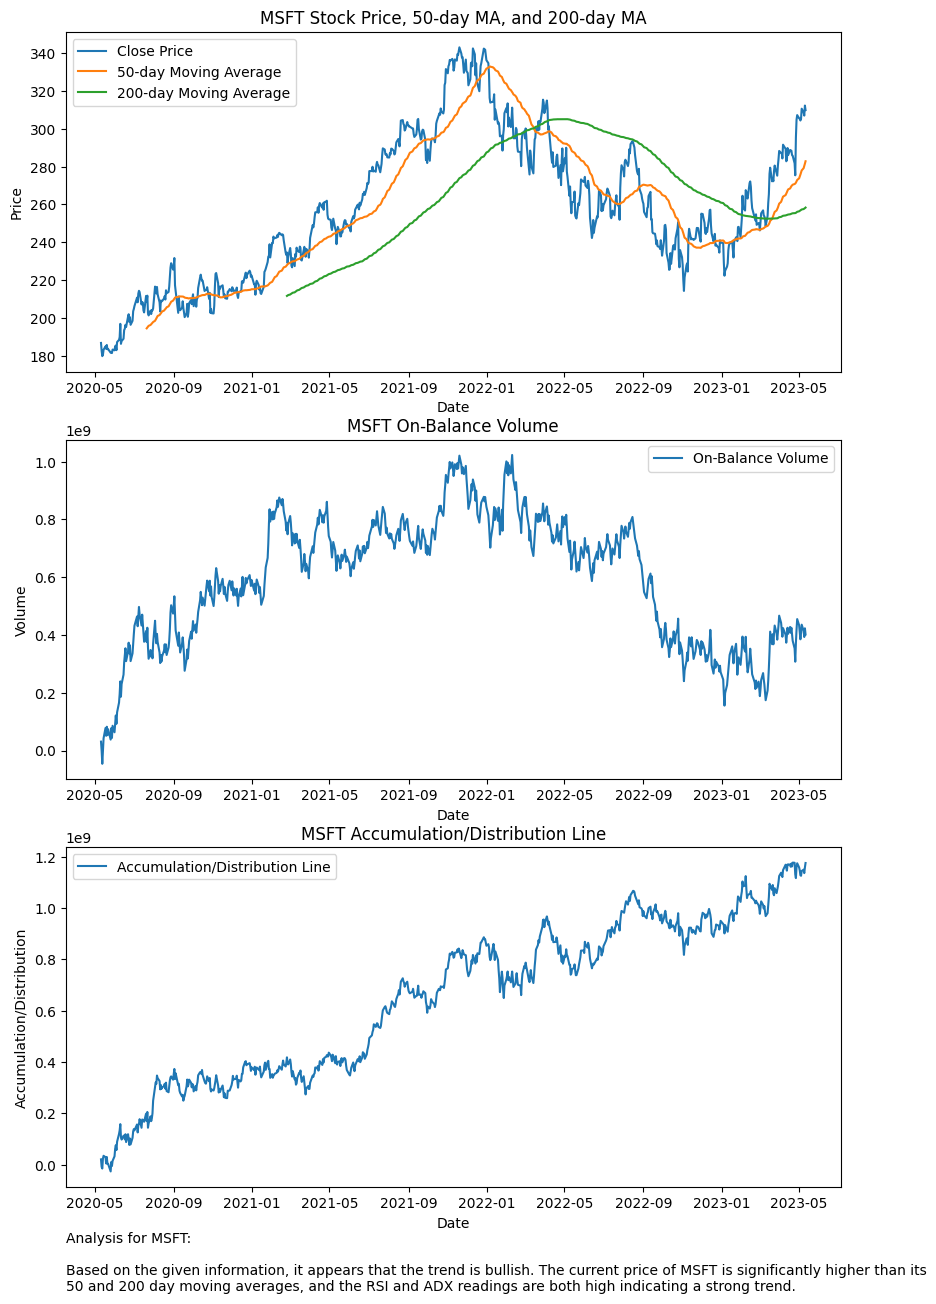 MSFT Stock Price, 50-day MA, and 200-day MA
Close Price
50-day Moving Average
200-day Moving Average
Price
340
320
300
280
260
240
220
200
180
2020-05 2020-09 2021-01 2021-05 2021-09 2022-01 2022-05 2022-09 2023-01 2023-05
Date
MSFT On-Balance Volume
1e9
On-Balance Volume
Volume
1.0
0.8
0.6
0.4
0.2
0.0
2020-05 2020-09 2021-01 2021-05 2021-09 2022-01 2022-05 2022-09 2023-01 2023-05
Date
MSFT Accumulation/Distribution Line
1e9
Accumulation/Distribution Line
Accumulation/Distribution
1.2
1.0
0.8
0.6
0.4
0.2
0.0
2020-05 2020-09 2021-01 2021-05 2021-09 2022-01 2022-05 2022-09 2023-01 2023-05
Date
Analysis for MSFT:
Based on the given information, it appears that the trend is bullish. The current price of MSFT is significantly higher than its
50 and 200 day moving averages, and the RSI and ADX readings are both high indicating a strong trend.